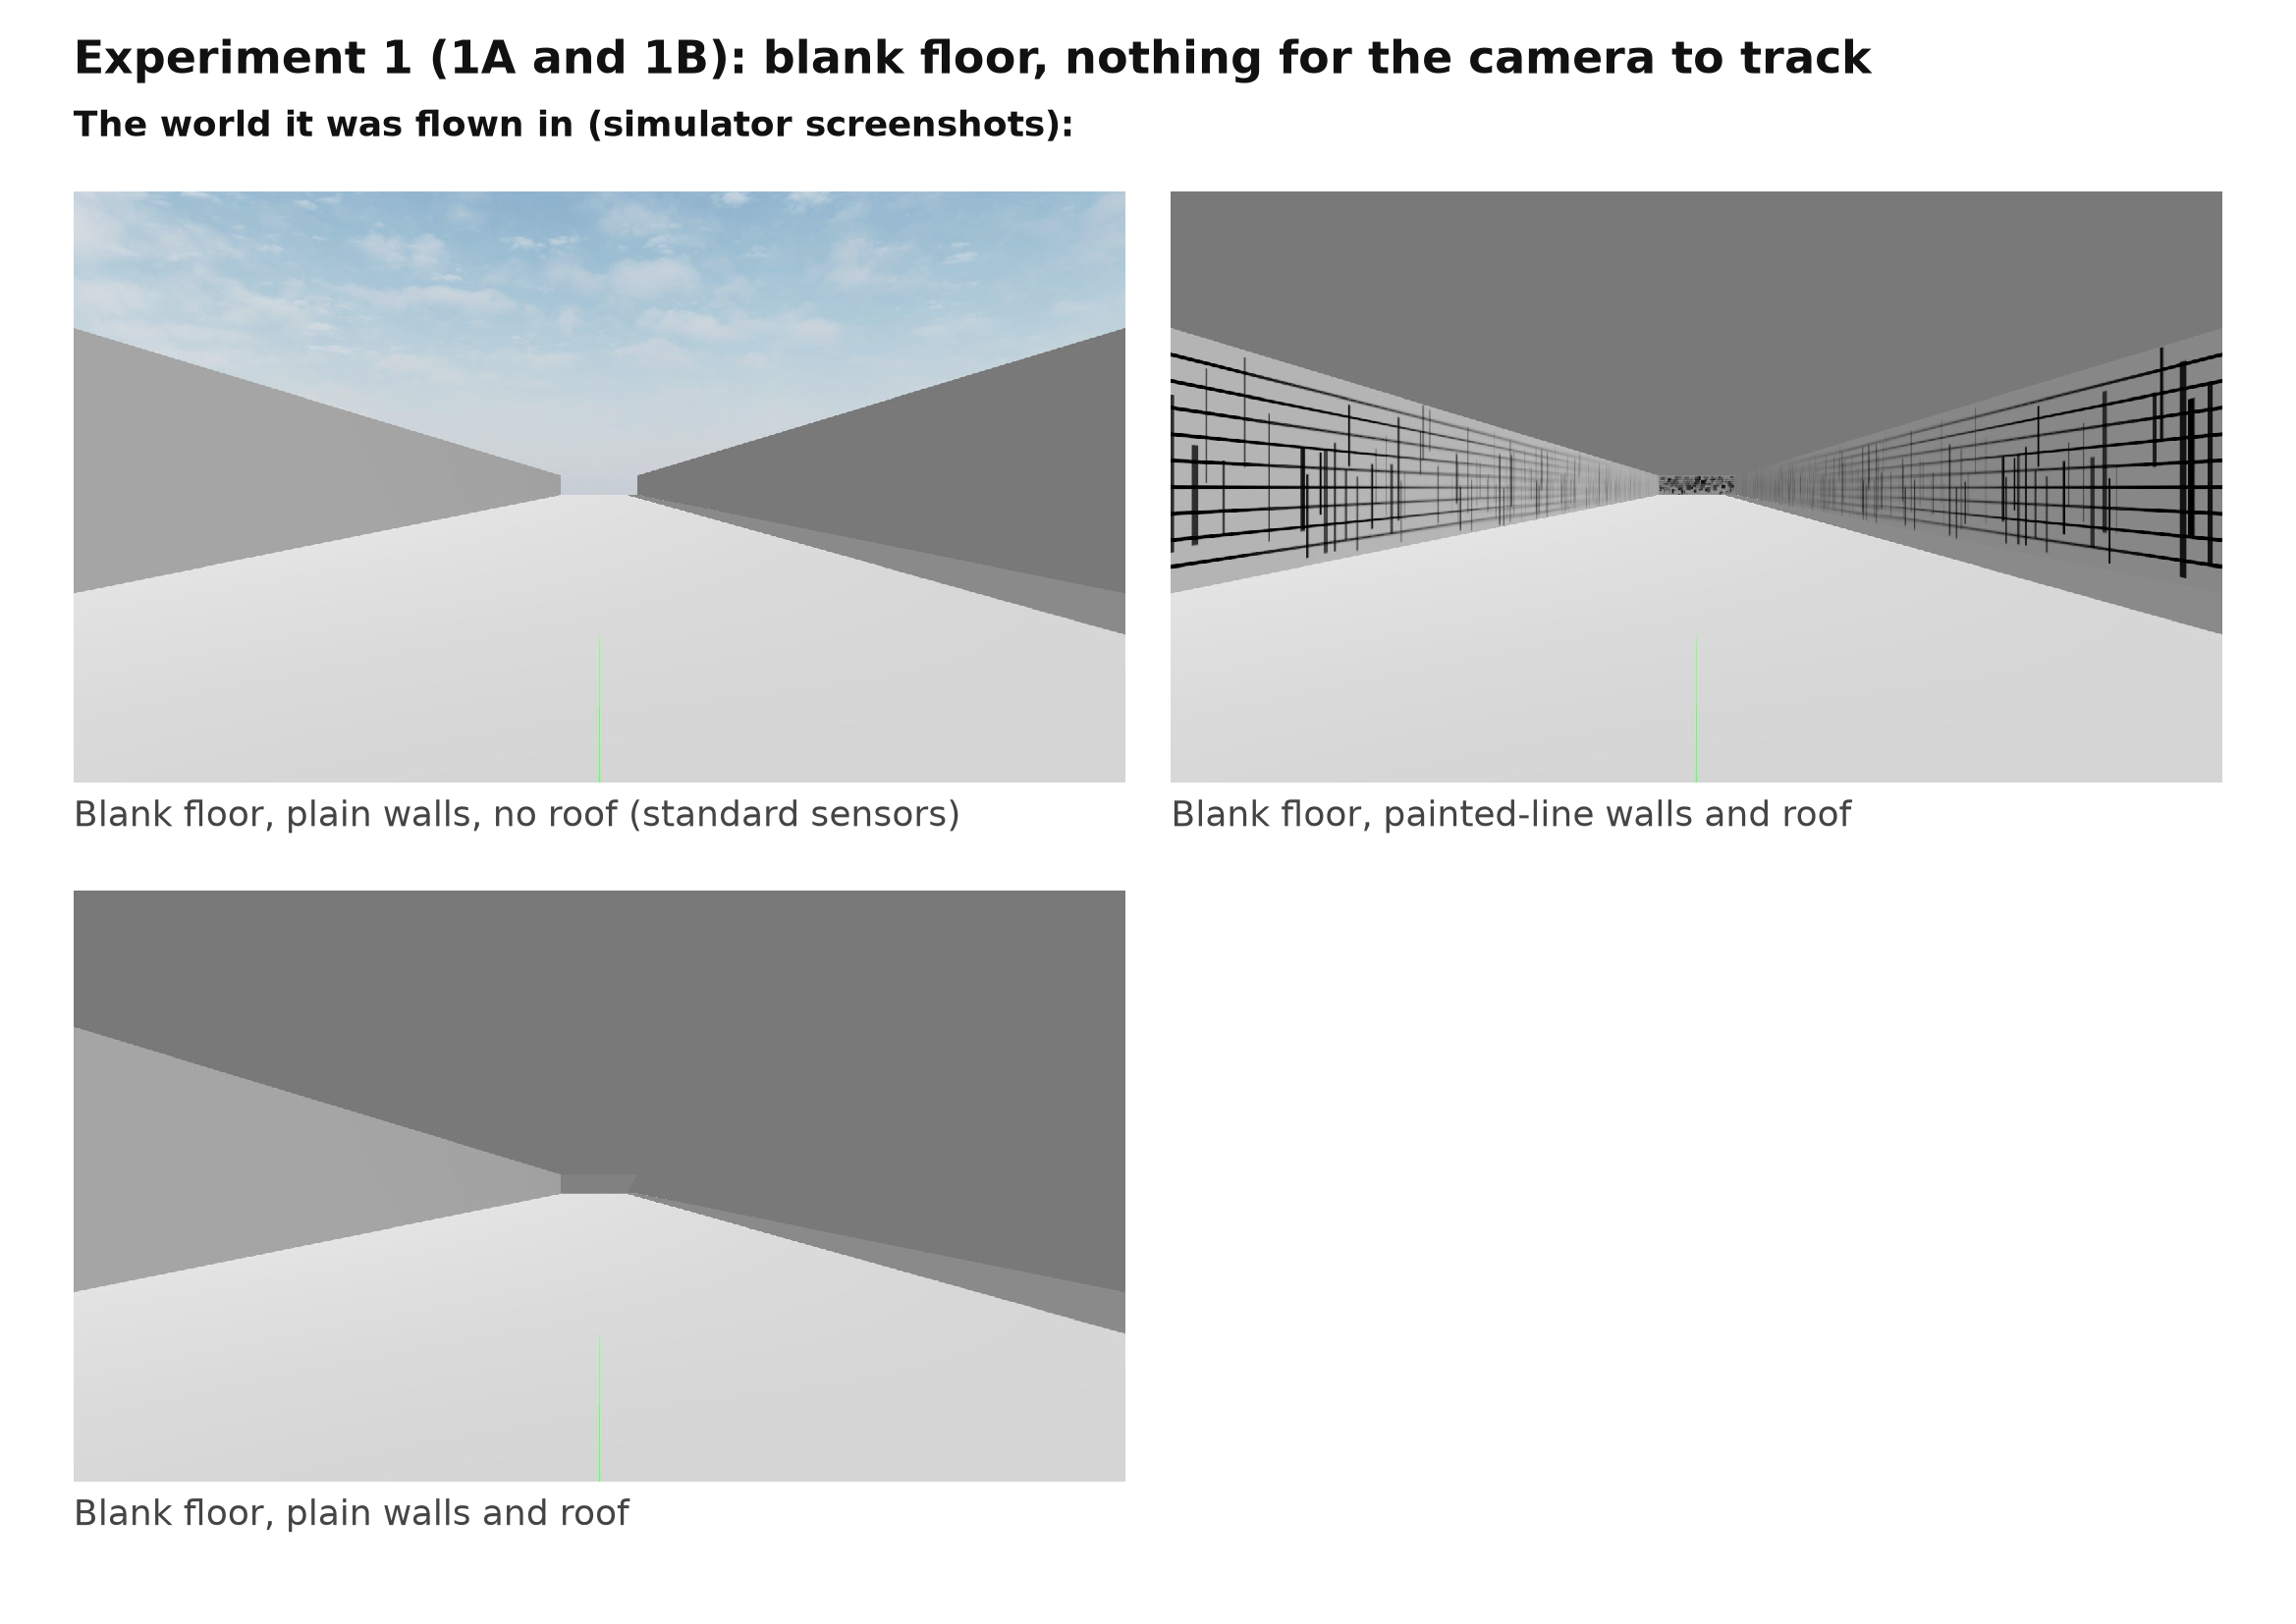 Experiment 1 (1A and 1B): blank floor, nothing for the camera to track
The world it was flown in (simulator screenshots):
Blank floor, plain walls, no roof (standard sensors)
Blank floor, painted-line walls and roof
Blank floor, plain walls and roof